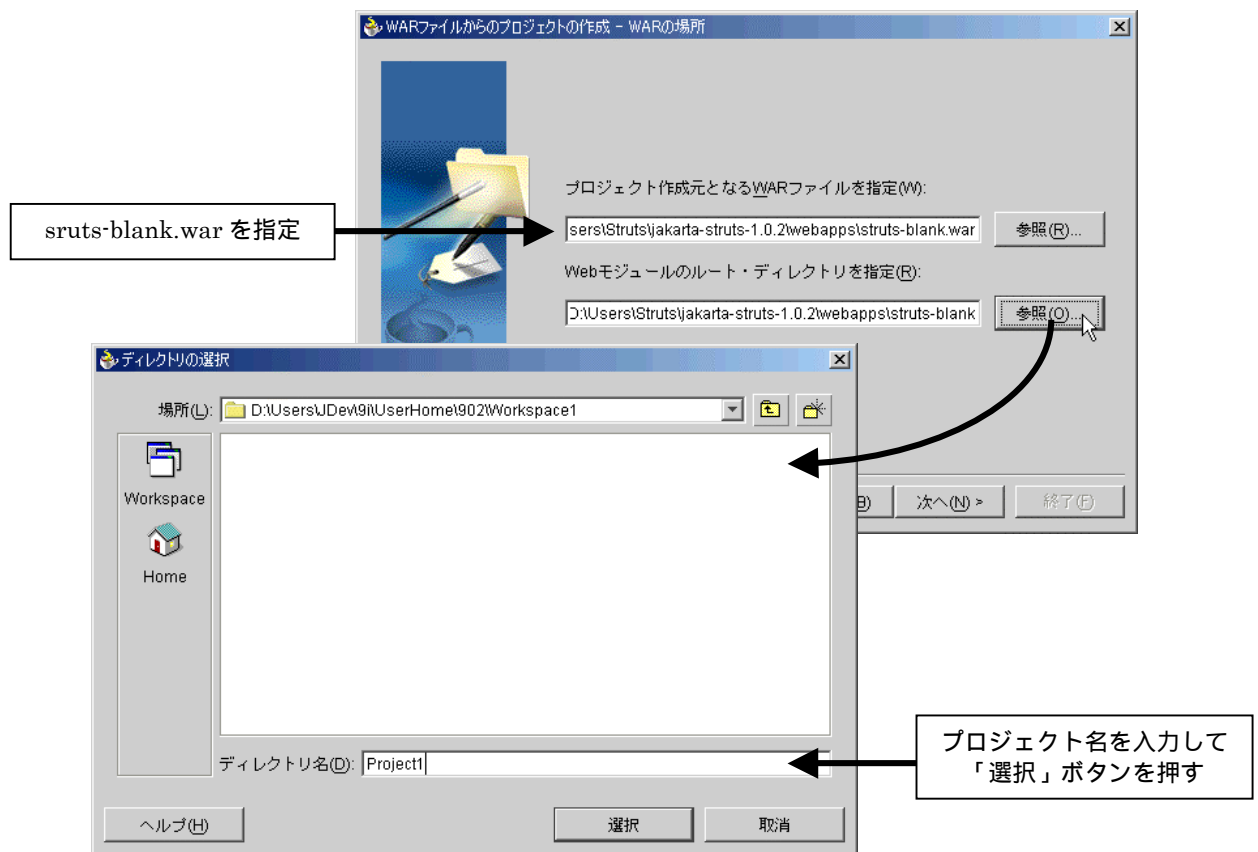 WARファイルからのプロジェクトの作成 - WARの場所
プロジェクト作成元となるWARファイルを指定(W):
sruts-blank.war を指定
sers\Struts\jakarta-struts-1.0.2\webapps\struts-blank.war
参照(R)...
Webモジュールのルート・ディレクトリを指定(R):
D:\Users\Struts\jakarta-struts-1.0.2\webapps\struts-blank
参照(O)...
ディレクトリの選択
場所(L):
D:\Users\JDev\9i\UserHome\902\Workspace1
Workspace
B)
次へ(N) >
終了(F)
Home
プロジェクト名を入力して
「選択」ボタンを押す
ディレクトリ名(D):
Project1
ヘルプ(H)
選択
取消